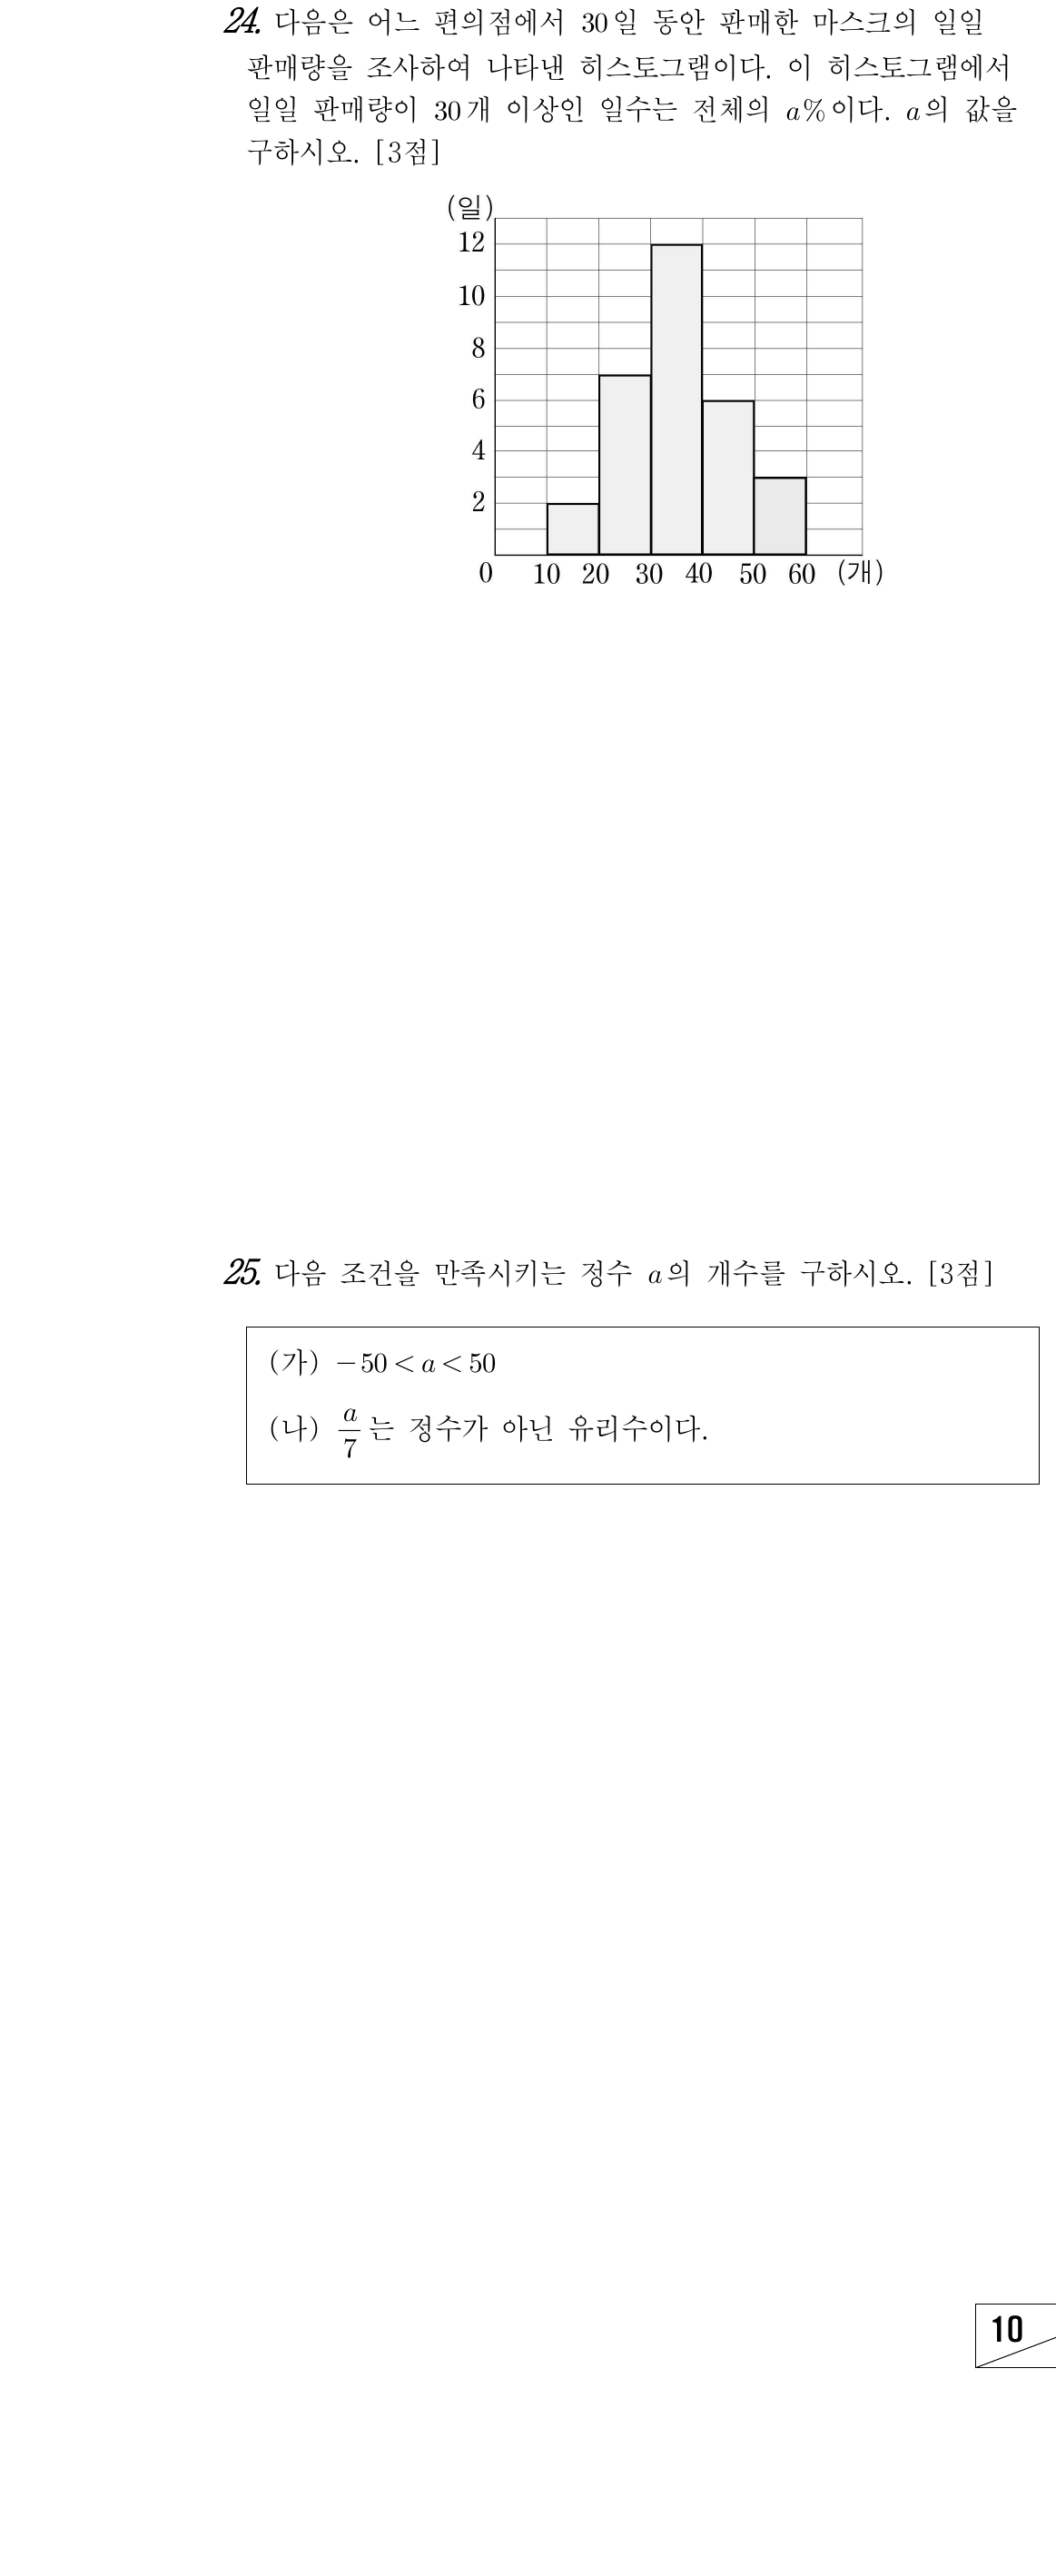 24. 다음은 어느 편의점에서 30일 동안 판매한 마스크의 일일
판매량을 조사하여 나타낸 히스토그램이다. 이 히스토그램에서
일일 판매량이 30개 이상인 일수는 전체의 a%이다. a의 값을
구하시오. [3점]
(일)
12
10
8
6
4
2
0 10 20 30 40 50 60 (개)
25. 다음 조건을 만족시키는 정수 a의 개수를 구하시오. [3점]
(가) －50 < a < 50
(나) a/7 는 정수가 아닌 유리수이다.
10